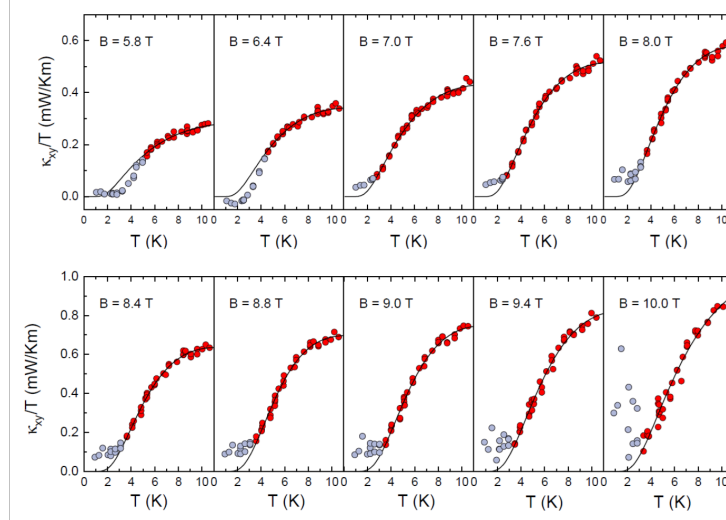 B = 5.8 T B = 6.4 T B = 7.0 T B = 7.6 T B = 8.0 T
κxy/T (mW/Km)
0.6
0.4
0.2
0.0
0 2 4 6 8 10 0 2 4 6 8 10 0 2 4 6 8 10 0 2 4 6 8 10 0 2 4 6 8 10
T (K) T (K) T (K) T (K) T (K)
B = 8.4 T B = 8.8 T B = 9.0 T B = 9.4 T B = 10.0 T
κxy/T (mW/Km)
1.0
0.8
0.6
0.4
0.2
0.0
0 2 4 6 8 10 0 2 4 6 8 10 0 2 4 6 8 10 0 2 4 6 8 10 0 2 4 6 8 10
T (K) T (K) T (K) T (K) T (K)